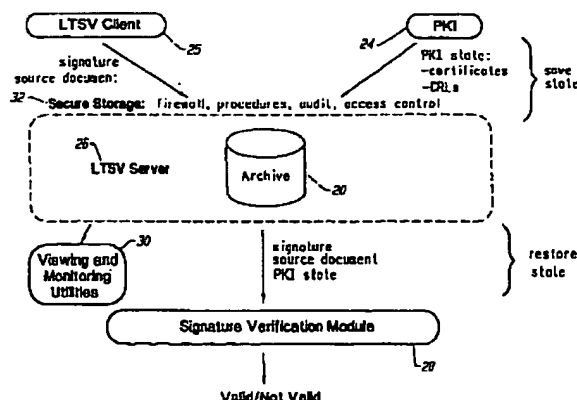 LTSV Client
25
PKI
24
signature
source document:
PKI state:
-certificates
-CRLs
save
state
32
Secure Storage: firewall, procedures, audit, access control
26
LTSV Server
Archive
20
30
Viewing and
Monitoring
Utilities
signature
source document
PKI state
restore
state
Signature Verification Module
28
Valid/Not Valid